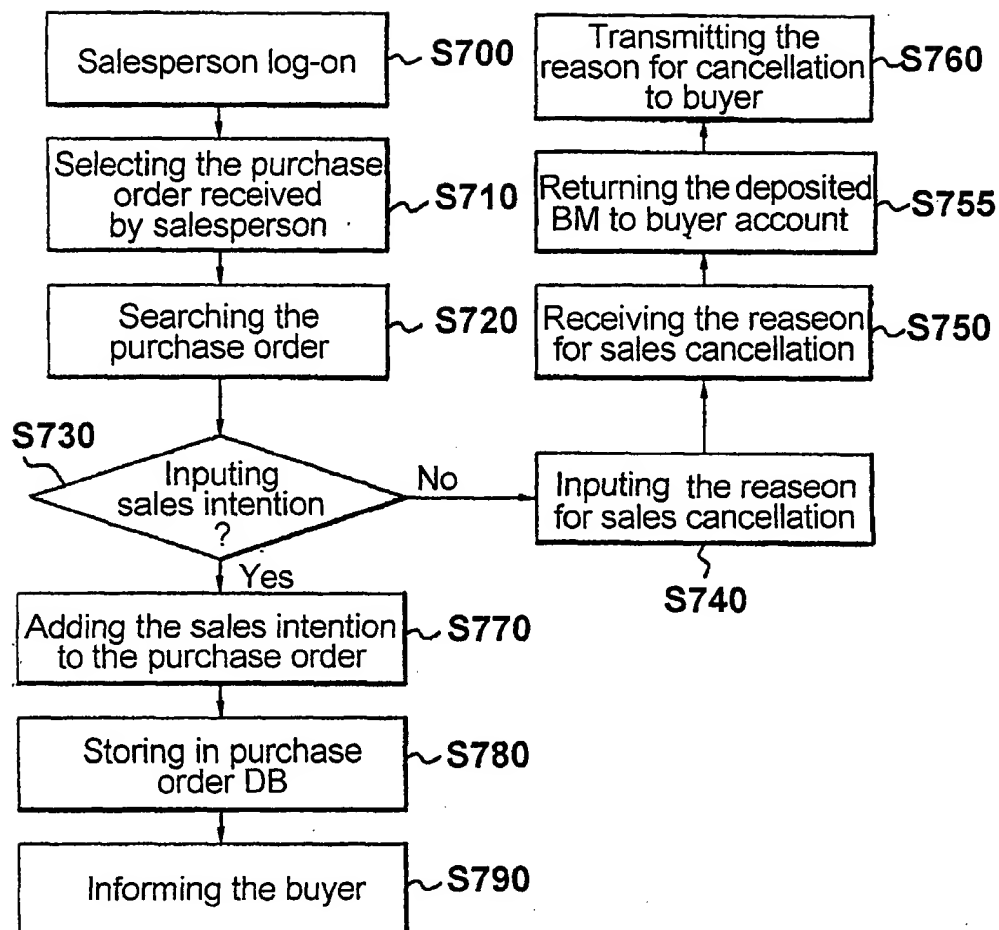 Salesperson log-on
S700
Selecting the purchase
order received
by salesperson
S710
Searching the
purchase order
S720
S730
Inputing
sales intention
?
No
Yes
Adding the sales intention
to the purchase order
S770
Storing in purchase
order DB
S780
Informing the buyer
S790
Transmitting the
reason for cancellation
to buyer
S760
Returning the deposited
BM to buyer account
S755
Receiving the reaseon
for sales cancellation
S750
Inputing the reaseon
for sales cancellation
S740